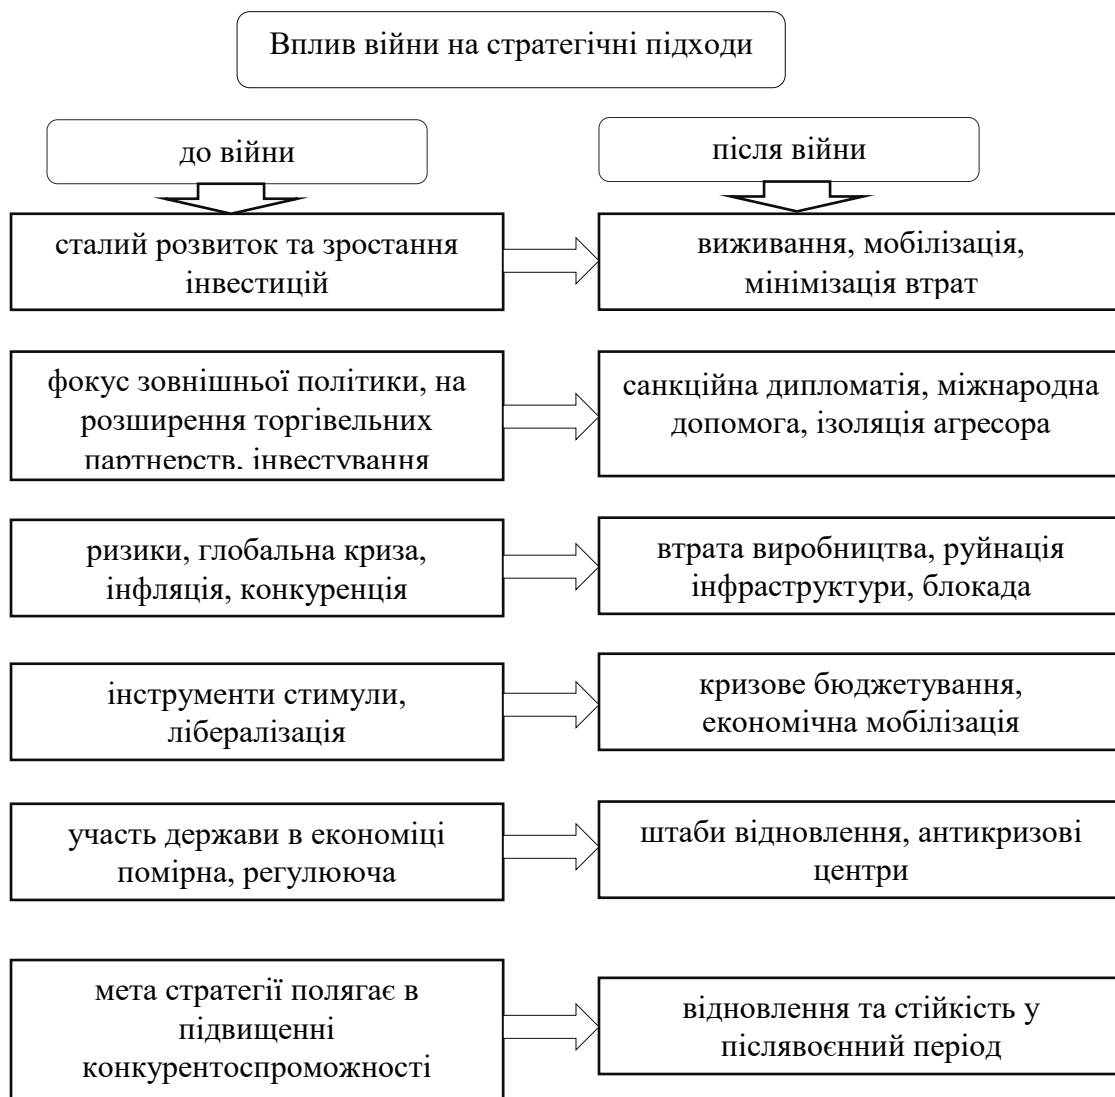 Вплив війни на стратегічні підходи
до війни
після війни
сталий розвиток та зростання
інвестицій
виживання, мобілізація,
мінімізація втрат
фокус зовнішньої політики, на
розширення торгівельних
партнерств, інвестування
санкційна дипломатія, міжнародна
допомога, ізоляція агресора
ризики, глобальна криза,
інфляція, конкуренція
втрата виробництва, руйнація
інфраструктури, блокада
інструменти стимули,
лібералізація
кризове бюджетування,
економічна мобілізація
участь держави в економіці
помірна, регулююча
штаби відновлення, антикризові
центри
мета стратегії полягає в
підвищенні
конкурентоспроможності
відновлення та стійкість у
післявоєнний період